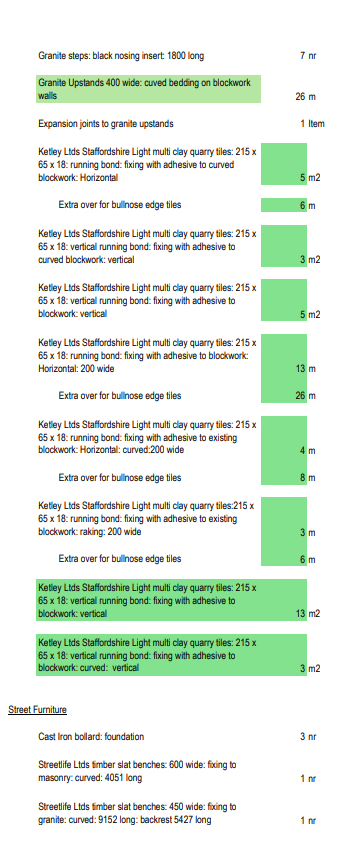 Granite steps: black nosing insert: 1800 long 7 nr
Granite Upstands 400 wide: cuved bedding on blockwork
walls 26 m
Expansion joints to granite upstands 1 Item
Ketley Ltds Staffordshire Light multi clay quarry tiles: 215 x
65 x 18: running bond: fixing with adhesive to curved
blockwork: Horizontal 5 m2
Extra over for bullnose edge tiles 6 m
Ketley Ltds Staffordshire Light multi clay quarry tiles: 215 x
65 x 18: vertical running bond: fixing with adhesive to
curved blockwork: vertical 3 m2
Ketley Ltds Staffordshire Light multi clay quarry tiles: 215 x
65 x 18: vertical running bond: fixing with adhesive to
blockwork: vertical 5 m2
Ketley Ltds Staffordshire Light multi clay quarry tiles: 215 x
65 x 18: running bond: fixing with adhesive to blockwork:
Horizontal: 200 wide 13 m
Extra over for bullnose edge tiles 26 m
Ketley Ltds Staffordshire Light multi clay quarry tiles: 215 x
65 x 18: running bond: fixing with adhesive to existing
blockwork: Horizontal: curved:200 wide 4 m
Extra over for bullnose edge tiles 8 m
Ketley Ltds Staffordshire Light multi clay quarry tiles:215 x
65 x 18: running bond: fixing with adhesive to existing
blockwork: raking: 200 wide 3 m
Extra over for bullnose edge tiles 6 m
Ketley Ltds Staffordshire Light multi clay quarry tiles: 215 x
65 x 18: vertical running bond: fixing with adhesive to
blockwork: vertical 13 m2
Ketley Ltds Staffordshire Light multi clay quarry tiles: 215 x
65 x 18: vertical running bond: fixing with adhesive to
blockwork: curved: vertical 3 m2
Street Furniture
Cast Iron bollard: foundation 3 nr
Streetlife Ltds timber slat benches: 600 wide: fixing to
masonry: curved: 4051 long 1 nr
Streetlife Ltds timber slat benches: 450 wide: fixing to
granite: curved: 9152 long: backrest 5427 long 1 nr